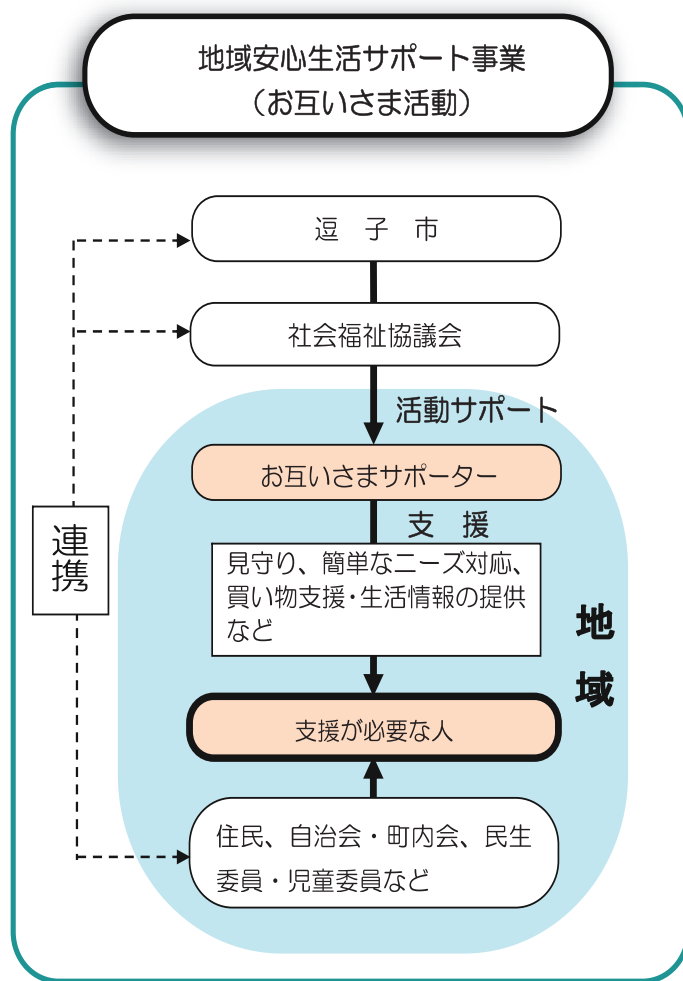 地域安心生活サポート事業
（お互いさま活動）
逗 子 市
社会福祉協議会
活動サポート
お互いさまサポーター
支 援
連携
見守り、簡単なニーズ対応、
買い物支援・生活情報の提供
など
地域
支援が必要な人
住民、自治会・町内会、民生
委員・児童委員など